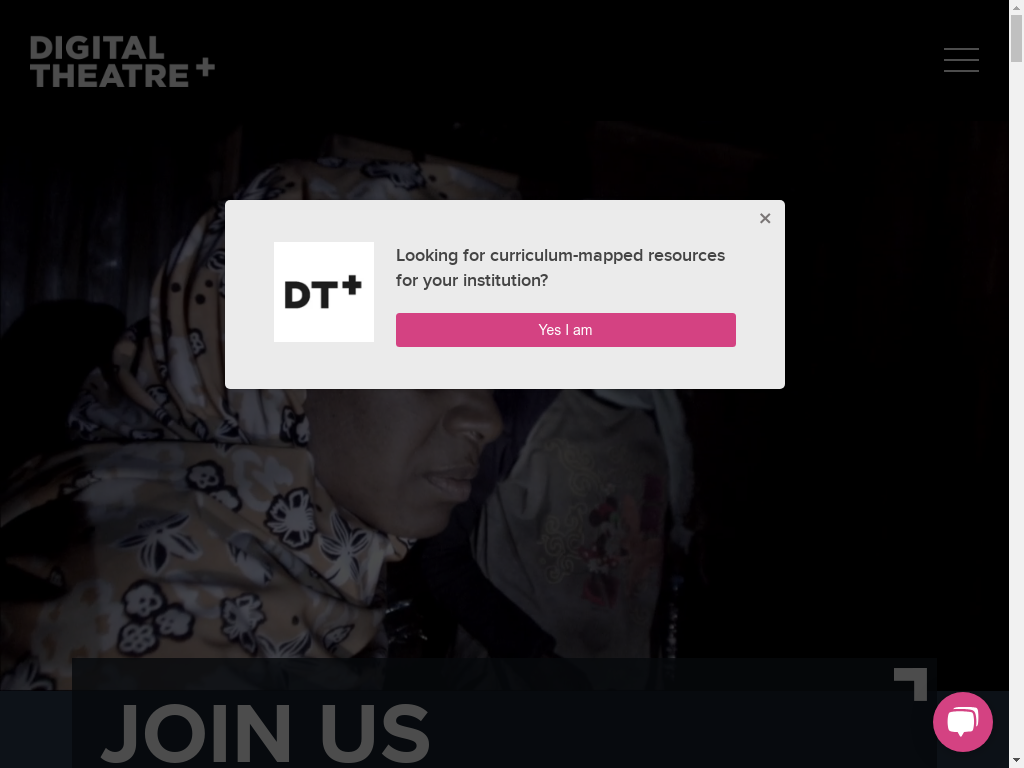 DIGITAL
THEATRE+
×
DT+
Looking for curriculum-mapped resources
for your institution?
Yes I am
JOIN US